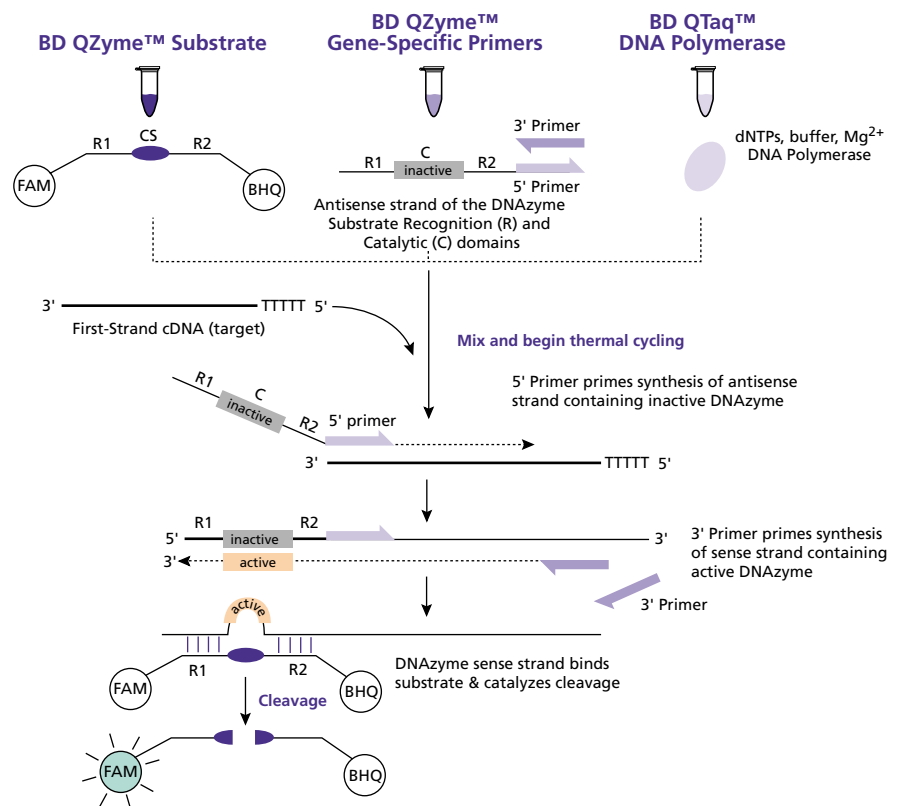 BD QZyme™ Substrate
BD QZyme™
Gene-Specific Primers
BD QTaq™
DNA Polymerase
R1
CS
R2
FAM
BHQ
3' Primer
R1
C
R2
inactive
5' Primer
Antisense strand of the DNAzyme
Substrate Recognition (R) and
Catalytic (C) domains
dNTPs, buffer, Mg2+
DNA Polymerase
3'
TTTTT 5'
First-Strand cDNA (target)
Mix and begin thermal cycling
5' Primer primes synthesis of antisense
strand containing inactive DNAzyme
R1
C
inactive
R2
5' primer
3'
TTTTT 5'
R1
R2
5'
inactive
3'
3'
active
3' Primer primes synthesis
of sense strand containing
active DNAzyme
3' Primer
active
R1
R2
FAM
BHQ
DNAzyme sense strand binds
substrate & catalyzes cleavage
Cleavage
FAM
BHQ